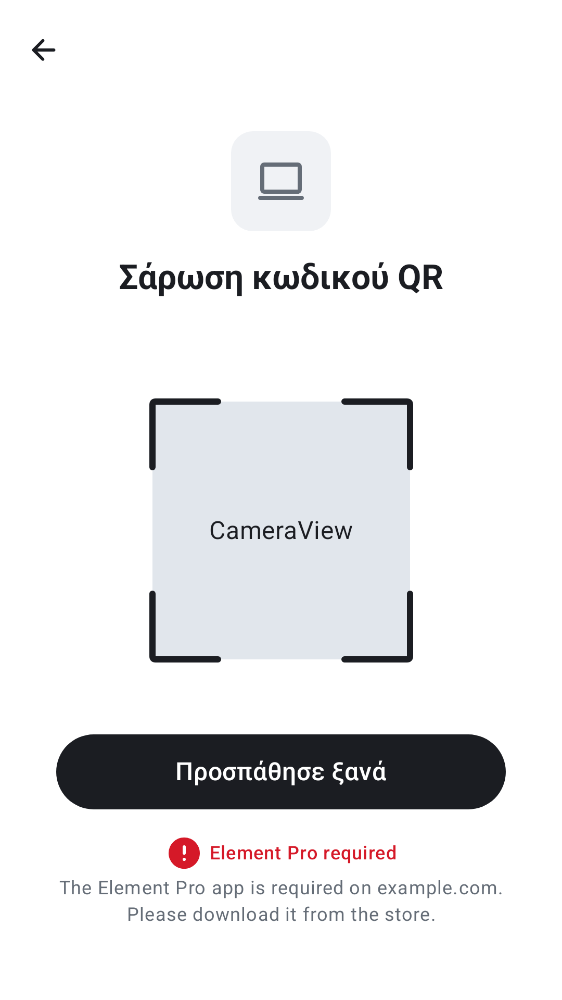 Σάρωση κωδικού QR
CameraView
Προσπάθησε ξανά
Element Pro required
The Element Pro app is required on example.com.
Please download it from the store.